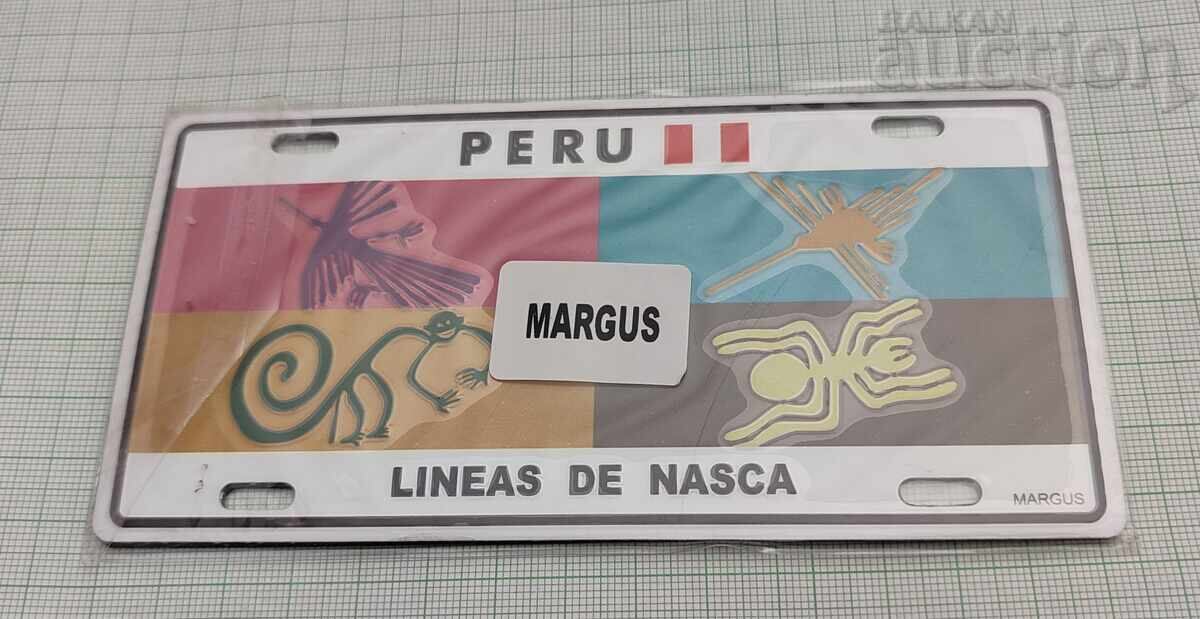 BALKAN
auction
PERU
MARGUS
LINEAS DE NASCA
MARGUS